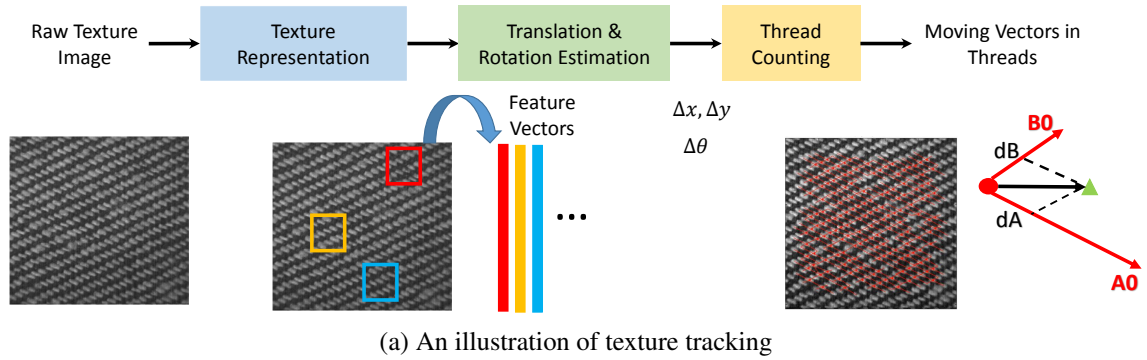 Raw Texture
Image
Texture
Representation
Translation &
Rotation Estimation
Thread
Counting
Moving Vectors in
Threads
Feature
Vectors
...
Δx, Δy
Δθ
B0
dB
dA
A0
(a) An illustration of texture tracking